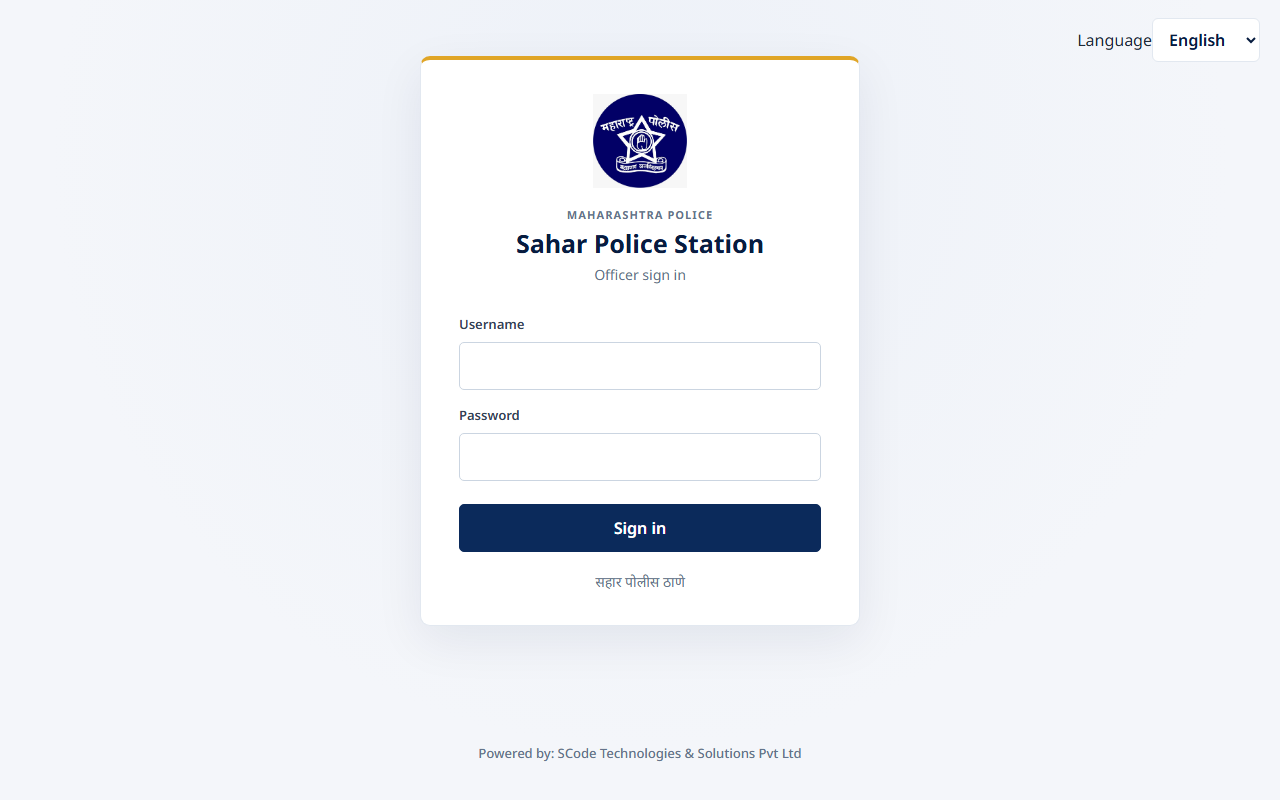 Language English
महाराष्ट्र पोलीस
MAHARASHTRA POLICE
Sahar Police Station
Officer sign in
Username
Password
Sign in
सहार पोलीस ठाणे
Powered by: SCode Technologies & Solutions Pvt Ltd